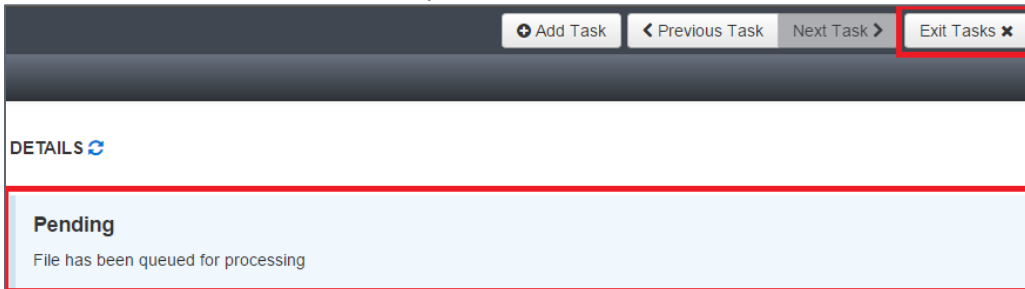 Add Task Previous Task Next Task Exit Tasks
DETAILS
Pending
File has been queued for processing